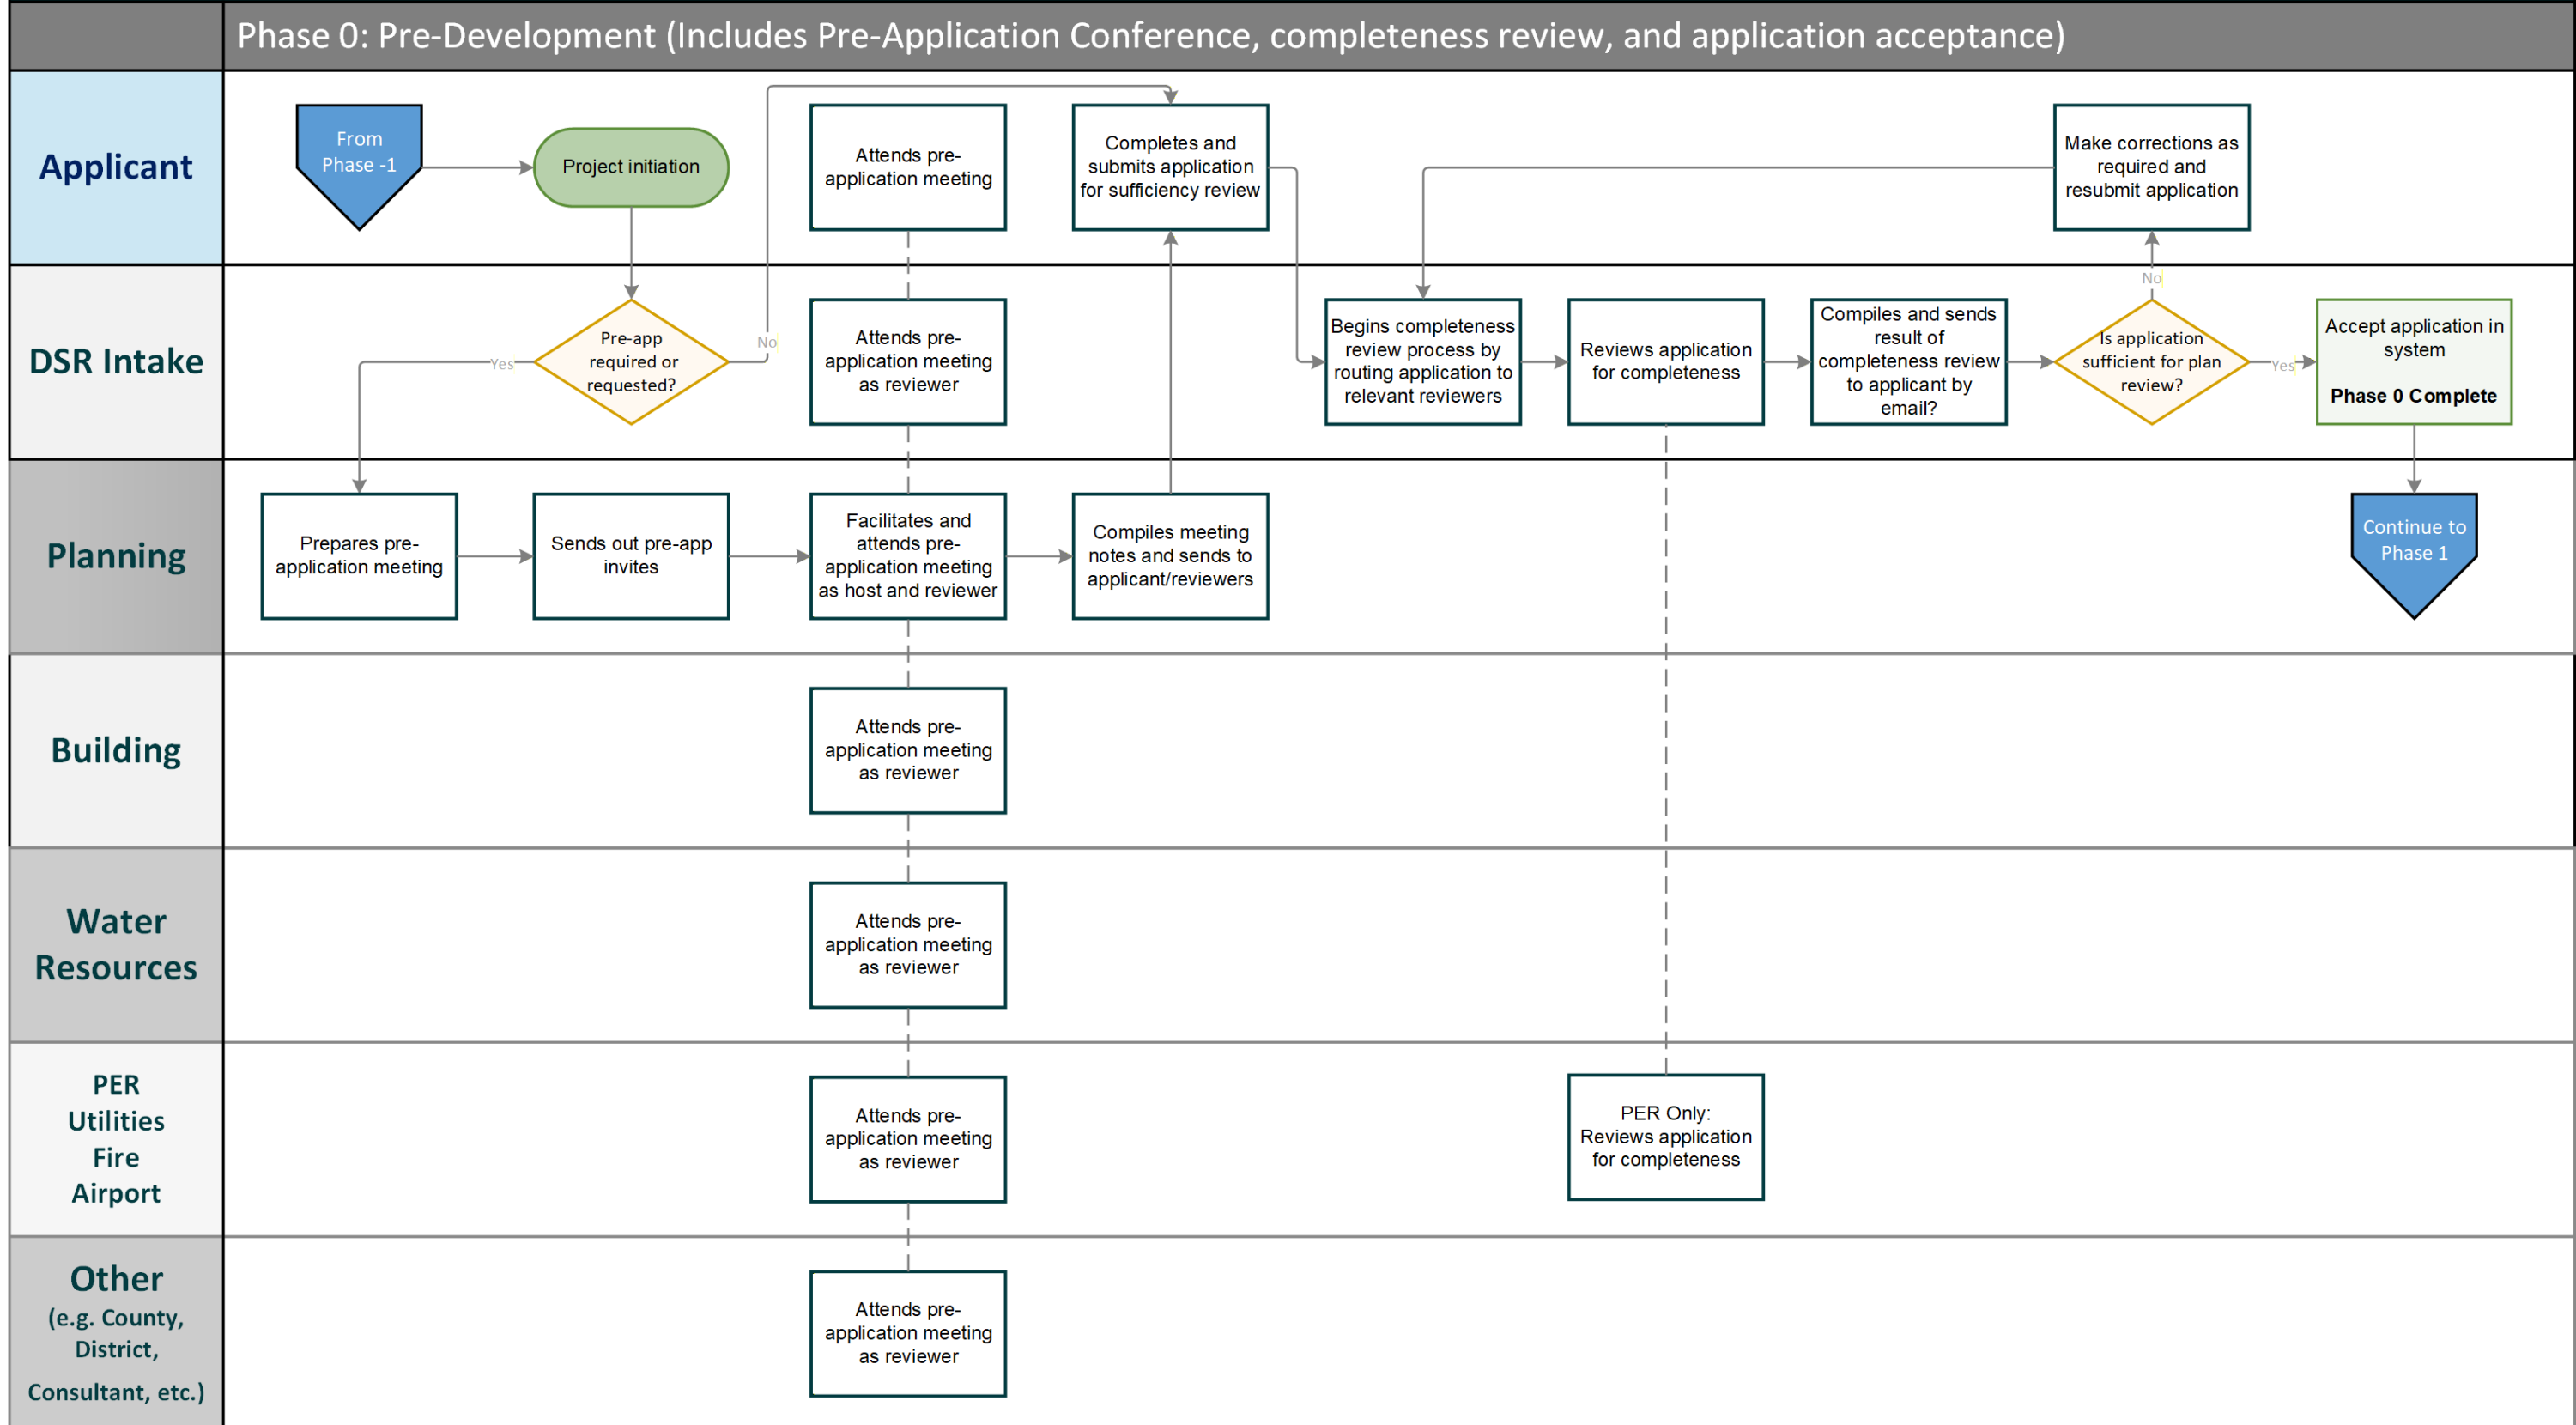 Phase 0: Pre-Development (Includes Pre-Application Conference, completeness review, and application acceptance)
Applicant
From
Phase -1
Project initiation
Attends pre-
application meeting
Completes and
submits application
for sufficiency review
Make corrections as
required and
resubmit application
DSR Intake
Yes
Pre-app
required or
requested?
No
Attends pre-
application meeting
as reviewer
Begins completeness
review process by
routing application to
relevant reviewers
Reviews application
for completeness
Compiles and sends
result of
completeness review
to applicant by
email?
No
Is application
sufficient for plan
review?
Yes
Accept application in
system
Phase 0 Complete
Planning
Prepares pre-
application meeting
Sends out pre-app
invites
Facilitates and
attends pre-
application meeting
as host and reviewer
Compiles meeting
notes and sends to
applicant/reviewers
Continue to
Phase 1
Building
Attends pre-
application meeting
as reviewer
Water
Resources
Attends pre-
application meeting
as reviewer
PER
Utilities
Fire
Airport
Attends pre-
application meeting
as reviewer
PER Only:
Reviews application
for completeness
Other
(e.g. County,
District,
Consultant, etc.)
Attends pre-
application meeting
as reviewer